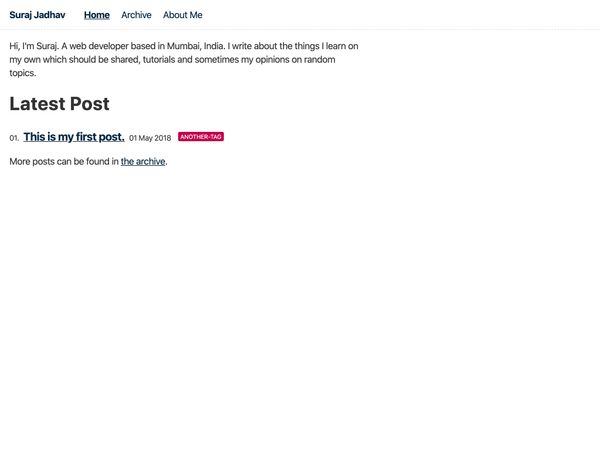 Suraj Jadhav Home Archive About Me
Hi, I'm Suraj. A web developer based in Mumbai, India. I write about the things I learn on
my own which should be shared, tutorials and sometimes my opinions on random
topics.
Latest Post
01. This is my first post. 01 May 2018 ANOTHER-TAG
More posts can be found in the archive.